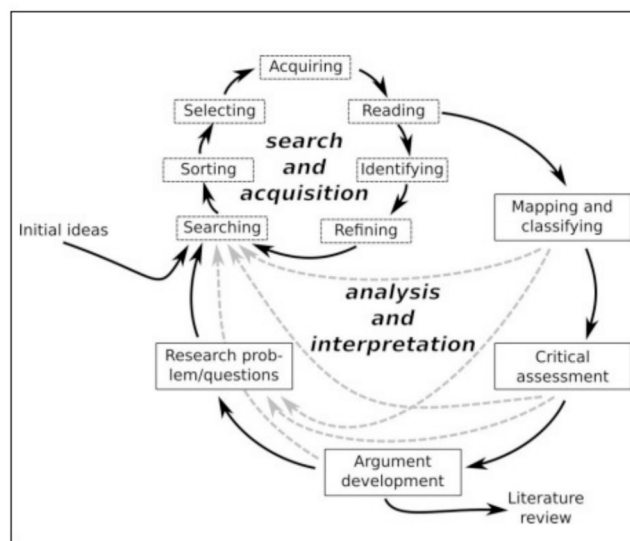 Acquiring
Selecting
Reading
search
and
acquisition
Sorting
Identifying
Initial ideas
Searching
Refining
Mapping and
classifying
analysis
and
interpretation
Research prob-
lem/questions
Critical
assessment
Argument
development
Literature
review